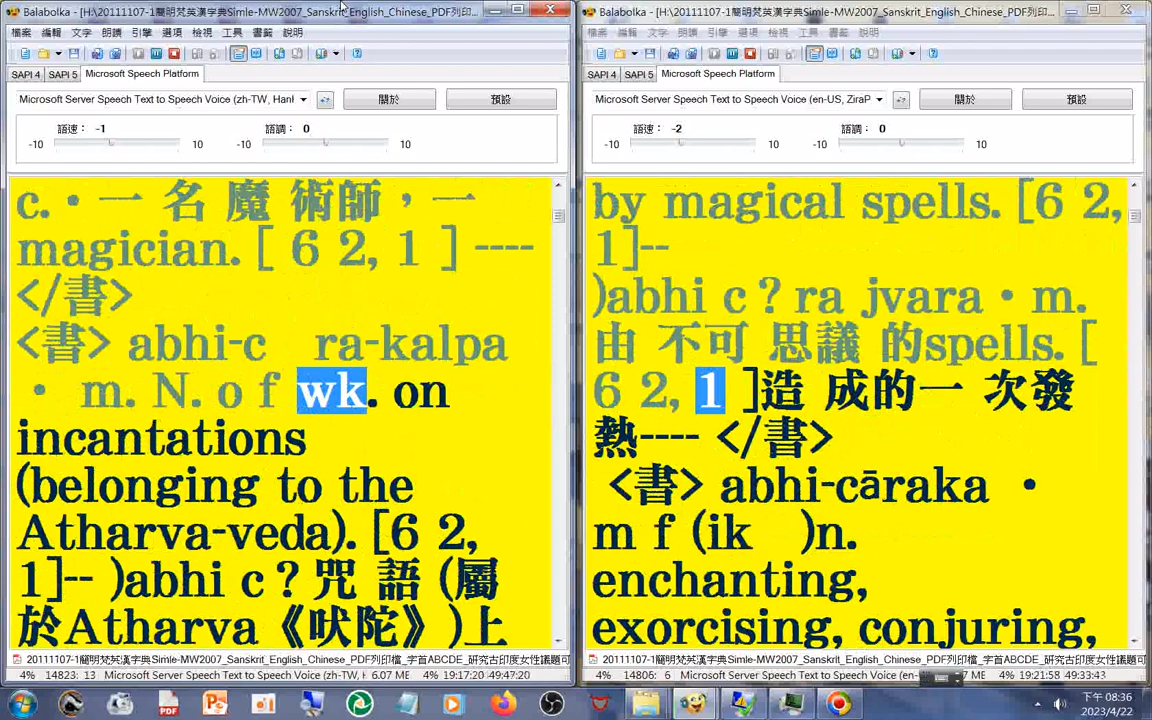 Balabolka - [H:\20111107-1簡明梵英漢字典Simle-MW2007_Sanskrit_English_Chinese_PDF列印
檔案 編輯 文字 朗讀 引擎 選項 檢視 工具 書籤 說明
SAPI 4 SAPI 5 Microsoft Speech Platform
Microsoft Server Speech Text to Speech Voice (zh-TW, Hanl
關於 預設
語速： -1 語調： 0
-10 10 -10 10
c.·一 名 魔 術師，一
magician. [ 6 2, 1 ] ----
</書>
<書> abhi-c ra-kalpa
· m. N. o f wk. on
incantations
(belonging to the
Atharva-veda). [6 2,
1]-- )abhi c？咒 語 (屬
於Atharva《吠陀》)上
20111107-1簡明梵英漢字典Simle-MW2007_Sanskrit_English_Chinese_PDF列印檔_字首ABCDE_研究古印度女性議題可
4% 14823: 13 Microsoft Server Speech Text to Speech Voice (zh-TW, H 6.07 ME 4% 19:17:20 49:47:20
Balabolka - [H:\20111107-1簡明梵英漢字典Simle-MW2007_Sanskrit_English_Chinese_PDF列印
檔案 編輯 文字 朗讀 引擎 選項 檢視 工具 書籤 說明
SAPI 4 SAPI 5 Microsoft Speech Platform
Microsoft Server Speech Text to Speech Voice (en-US, ZiraP
關於 預設
語速： -2 語調： 0
-10 10 -10 10
by magical spells. [6 2,
1]--
)abhi c？ra jvara·m.
由 不可 思議 的spells. [
6 2, 1 ]造 成的一 次發
熱---- </書>
<書> abhi-cāraka ·
m f (ik )n.
enchanting,
exorcising, conjuring,
20111107-1簡明梵英漢字典Simle-MW2007_Sanskrit_English_Chinese_PDF列印檔_字首ABCDE_研究古印度女性議題可
4% 14806: 6 Microsoft Server Speech Text to Speech Voice ME 4% 19:21:58 49:33:43
下午 08:36
2023/4/22